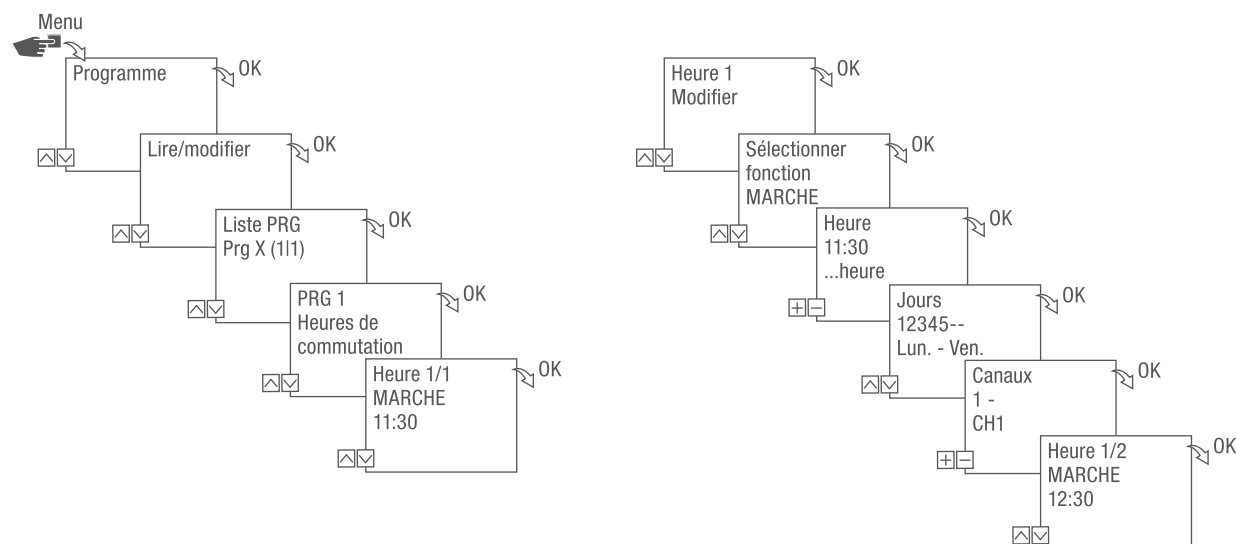 Menu
Programme
OK
Lire/modifier
OK
Liste PRG
Prg X (1|1)
OK
PRG 1
Heures de
commutation
OK
Heure 1/1
MARCHE
11:30
OK
Heure 1
Modifier
OK
Sélectionner
fonction
MARCHE
OK
Heure
11:30
...heure
OK
Jours
12345--
Lun. - Ven.
OK
Canaux
1 -
CH1
OK
Heure 1/2
MARCHE
12:30
OK